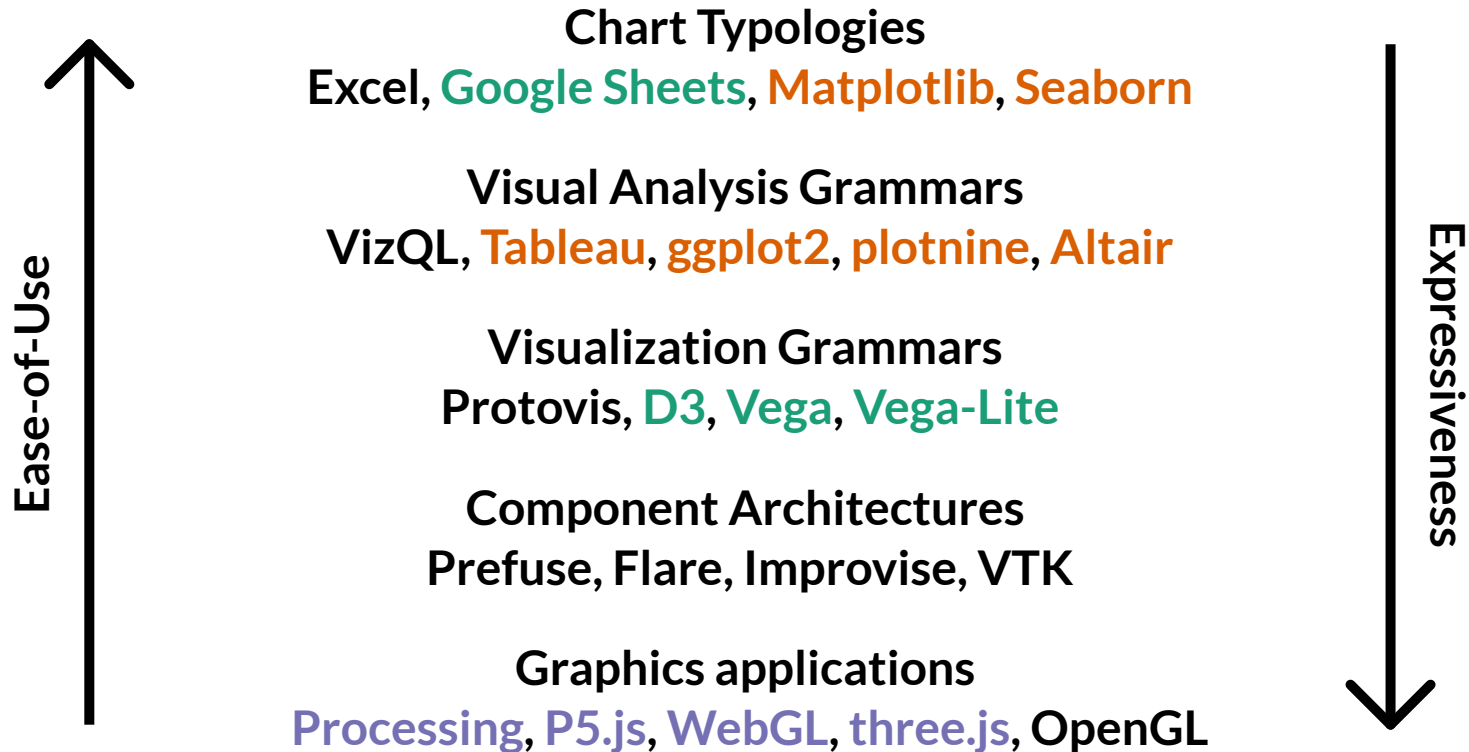 Chart Typologies
Excel, Google Sheets, Matplotlib, Seaborn
Visual Analysis Grammars
VizQL, Tableau, ggplot2, plotnine, Altair
Visualization Grammars
Protovis, D3, Vega, Vega-Lite
Component Architectures
Prefuse, Flare, Improvise, VTK
Graphics applications
Processing, P5.js, WebGL, three.js, OpenGL
Ease-of-Use
Expressiveness